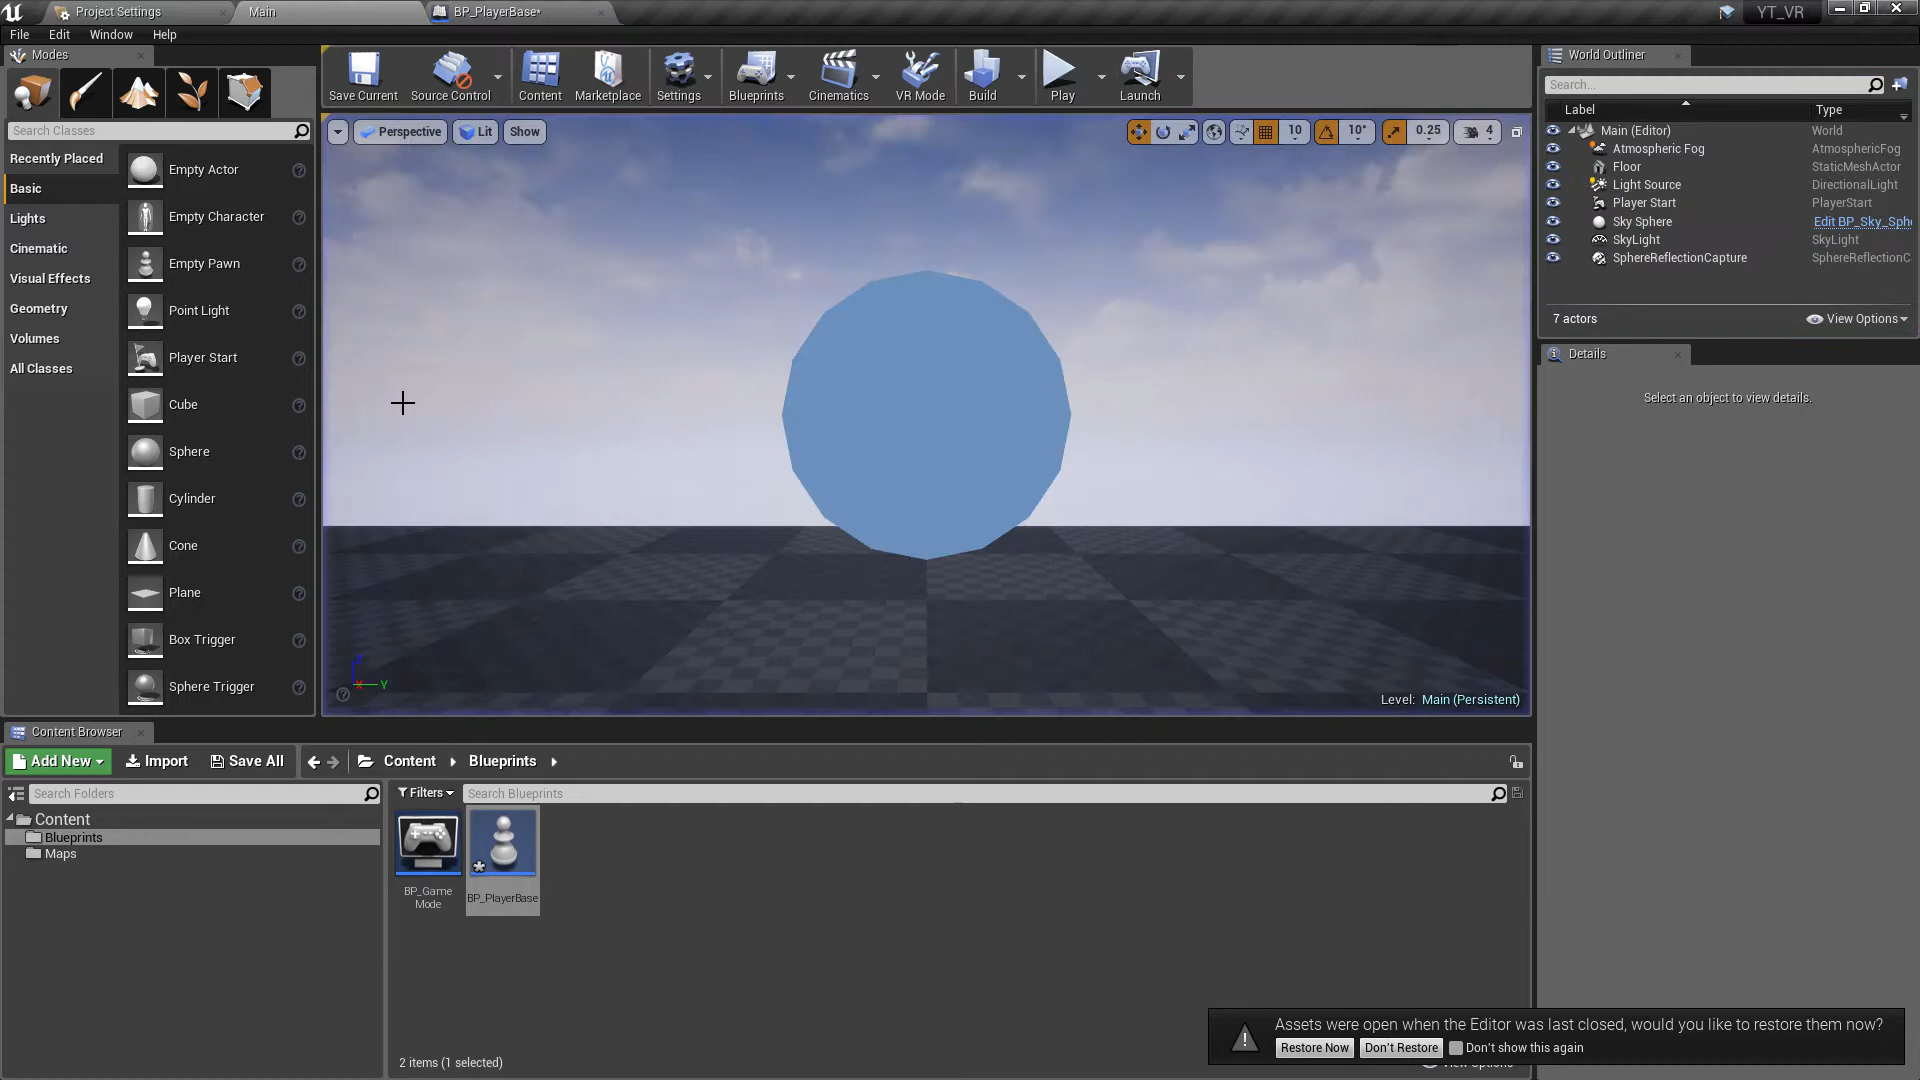 Project Settings
Main
BP_PlayerBase*
YT_VR
File Edit Window Help
Modes
Save Current
Source Control
Content
Marketplace
Settings
Blueprints
Cinematics
VR Mode
Build
Play
Launch
World Outliner
Search...
Label
Type
Main (Editor) World
Atmospheric Fog AtmosphericFog
Floor StaticMeshActor
Light Source DirectionalLight
Player Start PlayerStart
Sky Sphere Edit BP_Sky_Sph
SkyLight SkyLight
SphereReflectionCapture SphereReflectionC
7 actors
View Options
Details
Select an object to view details.
Search Classes
Recently Placed
Basic
Lights
Cinematic
Visual Effects
Geometry
Volumes
All Classes
Empty Actor
Empty Character
Empty Pawn
Point Light
Player Start
Cube
Sphere
Cylinder
Cone
Plane
Box Trigger
Sphere Trigger
Perspective
Lit
Show
10
10°
0.25
4
Z
X
Y
Level: Main (Persistent)
Content Browser
Add New
Import
Save All
Content
Blueprints
Search Folders
Filters
Search Blueprints
Content
Blueprints
Maps
BP_Game
Mode
BP_PlayerBase
2 items (1 selected)
Assets were open when the Editor was last closed, would you like to restore them now?
Restore Now
Don't Restore
Don't show this again
View Options